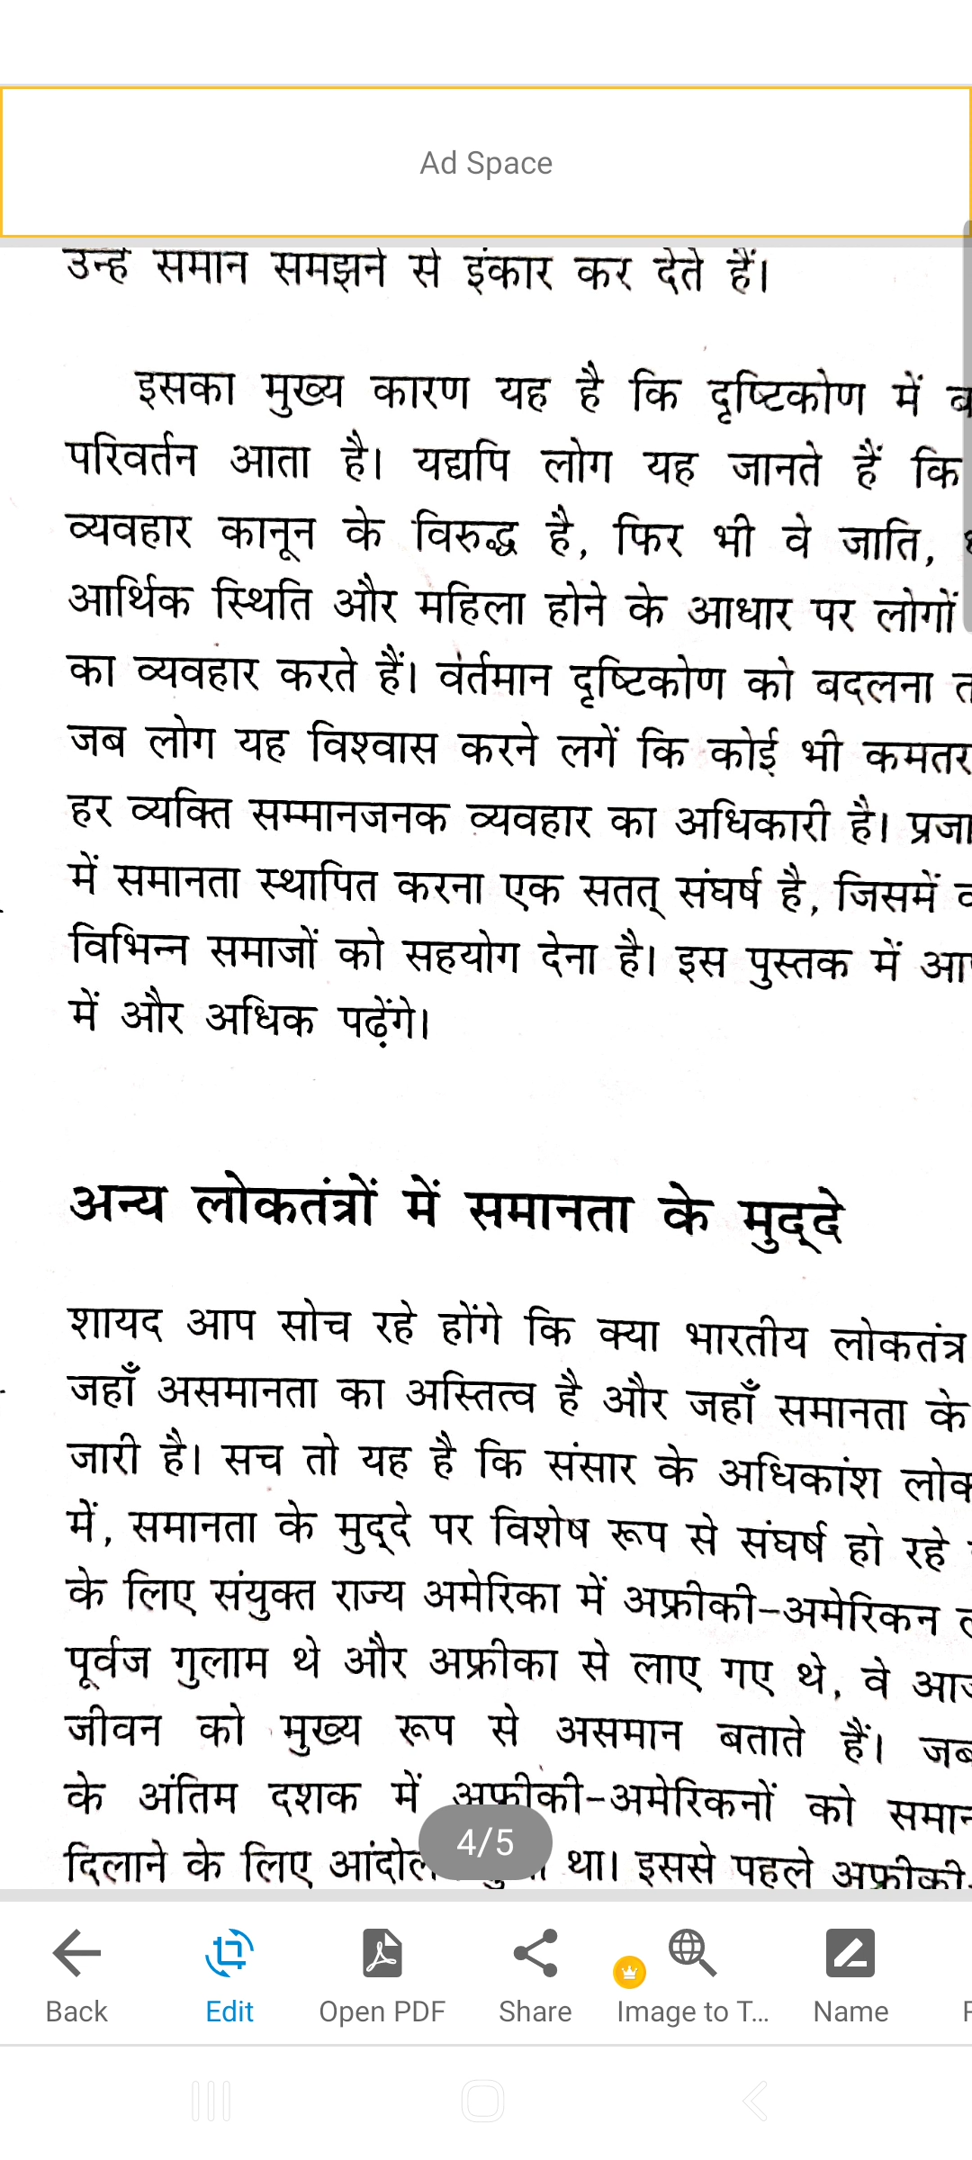 Ad Space
उन्हें समान समझने से इंकार कर देते हैं।
इसका मुख्य कारण यह है कि दृष्टिकोण में
परिवर्तन आता है। यद्यपि लोग यह जानते हैं कि
व्यवहार कानून के विरुद्ध है, फिर भी वे जाति,
आर्थिक स्थिति और महिला होने के आधार पर लोगों
का व्यवहार करते हैं। वर्तमान दृष्टिकोण को बदलना
जब लोग यह विश्वास करने लगें कि कोई भी कमतर
हर व्यक्ति सम्मानजनक व्यवहार का अधिकारी है। प्रजा
में समानता स्थापित करना एक सतत् संघर्ष है, जिसमें
विभिन्न समाजों को सहयोग देना है। इस पुस्तक में
में और अधिक पढ़ेंगे।
अन्य लोकतंत्रों में समानता के मुद्दे
शायद आप सोच रहे होंगे कि क्या भारतीय लोकतंत्र
जहाँ असमानता का अस्तित्व है और जहाँ समानता के
जारी है। सच तो यह है कि संसार के अधिकांश
में, समानता के मुद्दे पर विशेष रूप से संघर्ष हो रहे
के लिए संयुक्त राज्य अमेरिका में अफ्रीकी-अमेरिकन
पूर्वज गुलाम थे और अफ्रीका से लाए गए थे, वे
जीवन को मुख्य रूप से असमान बताते हैं।
के अंतिम दशक में अफ्रीकी-अमेरिकनों को
4/5
दिलाने के लिए था। इससे पहले अफ्रीकी-
Back Edit Open PDF Share Image to T... Name